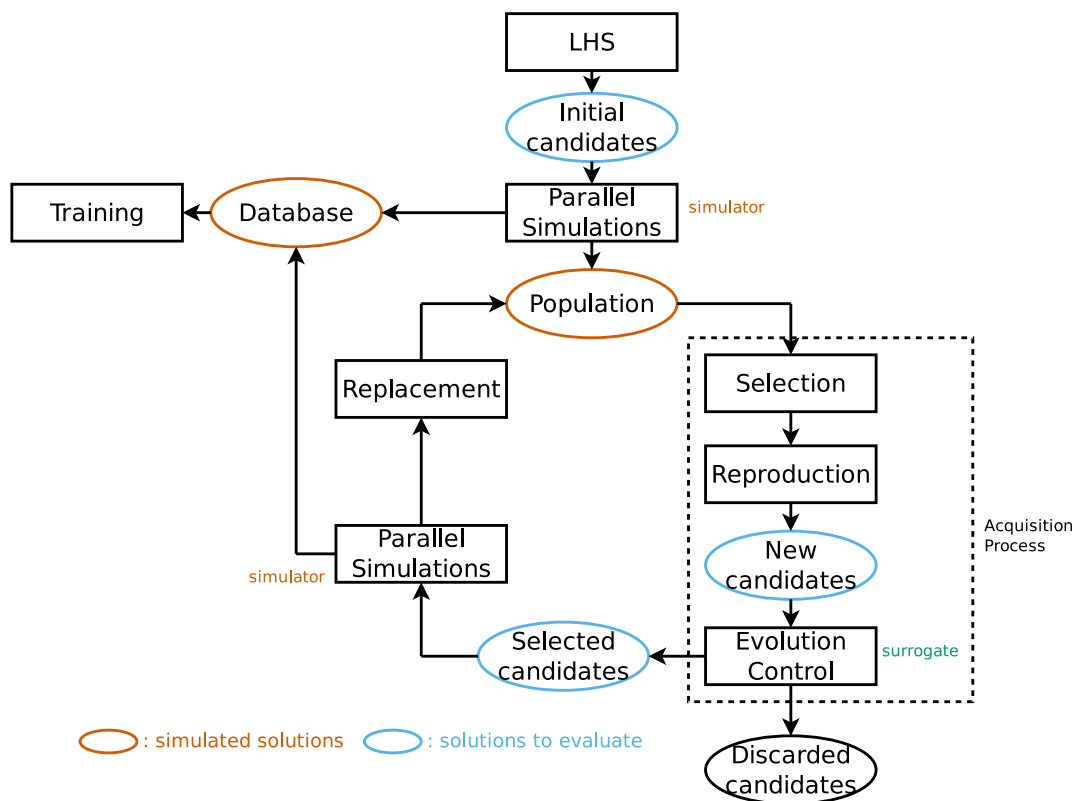 LHS
Initial
candidates
Training
Database
Parallel
Simulations
simulator
Population
Replacement
Selection
Reproduction
Acquisition
Process
Parallel
Simulations
simulator
New
candidates
Selected
candidates
Evolution
Control
surrogate
: simulated solutions
: solutions to evaluate
Discarded
candidates